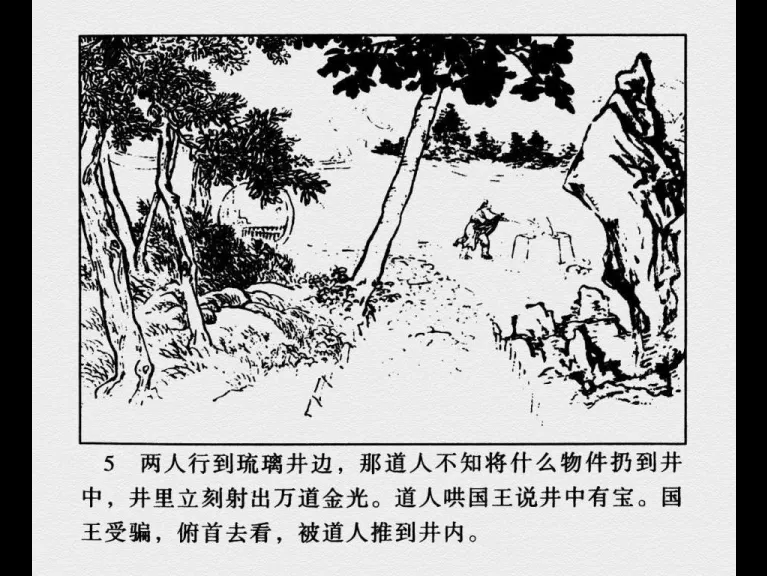 5 两人行到琉璃井边，那道人不知将什么物件扔到井
中，井里立刻射出万道金光。道人哄国王说井中有宝。国
王受骗，俯首去看，被道人推到井内。